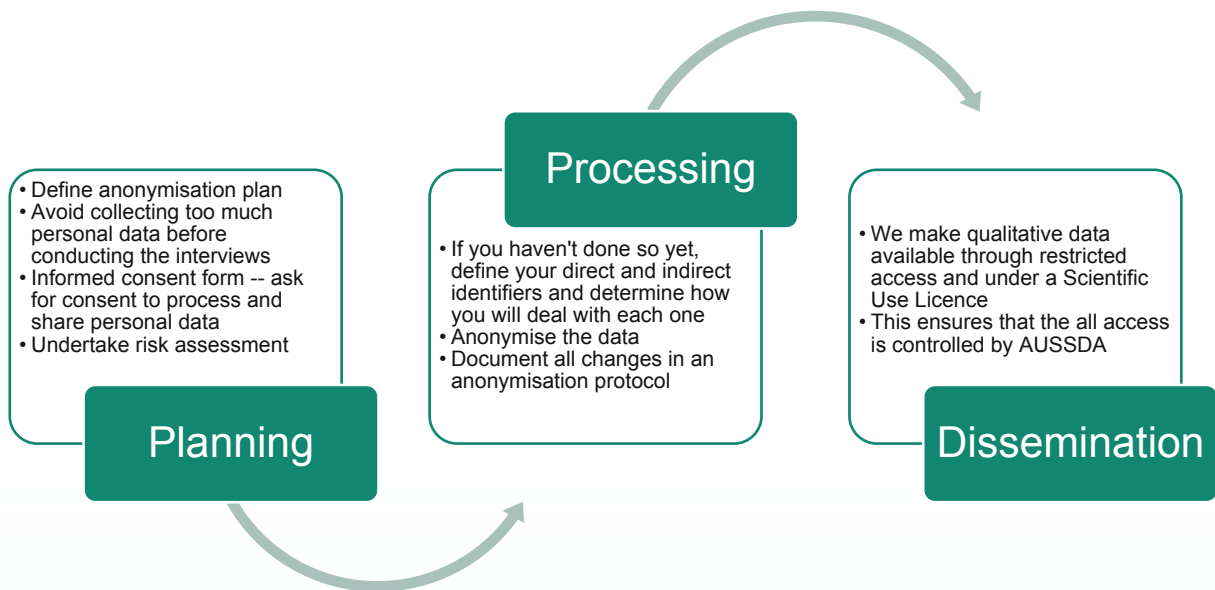 • Define anonymisation plan
• Avoid collecting too much
personal data before
conducting the interviews
• Informed consent form -- ask
for consent to process and
share personal data
• Undertake risk assessment
Planning
Processing
• If you haven't done so yet,
define your direct and indirect
identifiers and determine how
you will deal with each one
• Anonymise the data
• Document all changes in an
anonymisation protocol
• We make qualitative data
available through restricted
access and under a Scientific
Use Licence
• This ensures that the all access
is controlled by AUSSDA
Dissemination